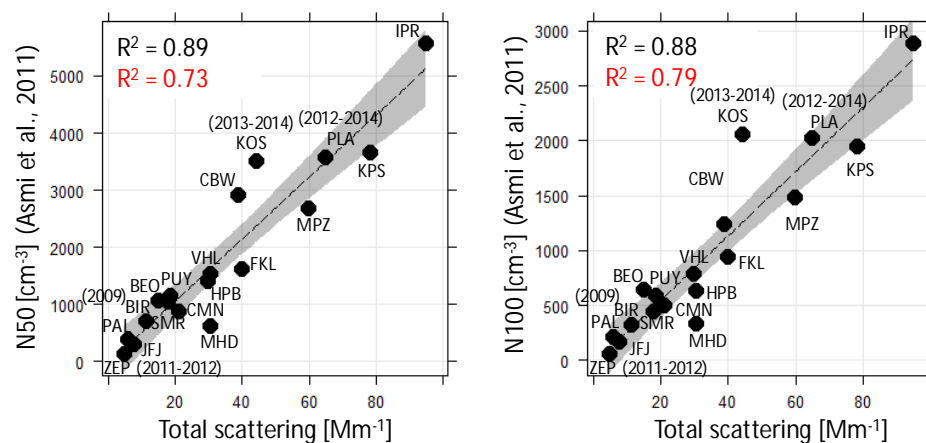 R² = 0.89
R² = 0.73
IPR
(2013-2014)
KOS
(2012-2014)
PLA
KPS
CBW
MPZ
VHL
FKL
PUY
BEO
HPB
(2009)
BIR
SMR
CMN
MHD
PAL
JFJ
ZEP
(2011-2012)
N50 [cm⁻³] (Asmi et al., 2011)
5000
4000
3000
2000
1000
0
20
40
60
80
Total scattering [Mm⁻¹]
R² = 0.88
R² = 0.79
IPR
(2013-2014)
KOS
(2012-2014)
PLA
KPS
CBW
MPZ
VHL
FKL
BEO
PUY
HPB
(2009)
BIR
SMR
CMN
MHD
PAL
JFJ
ZEP
(2011-2012)
N100 [cm⁻³] (Asmi et al., 2011)
3000
2500
2000
1500
1000
500
0
20
40
60
80
Total scattering [Mm⁻¹]